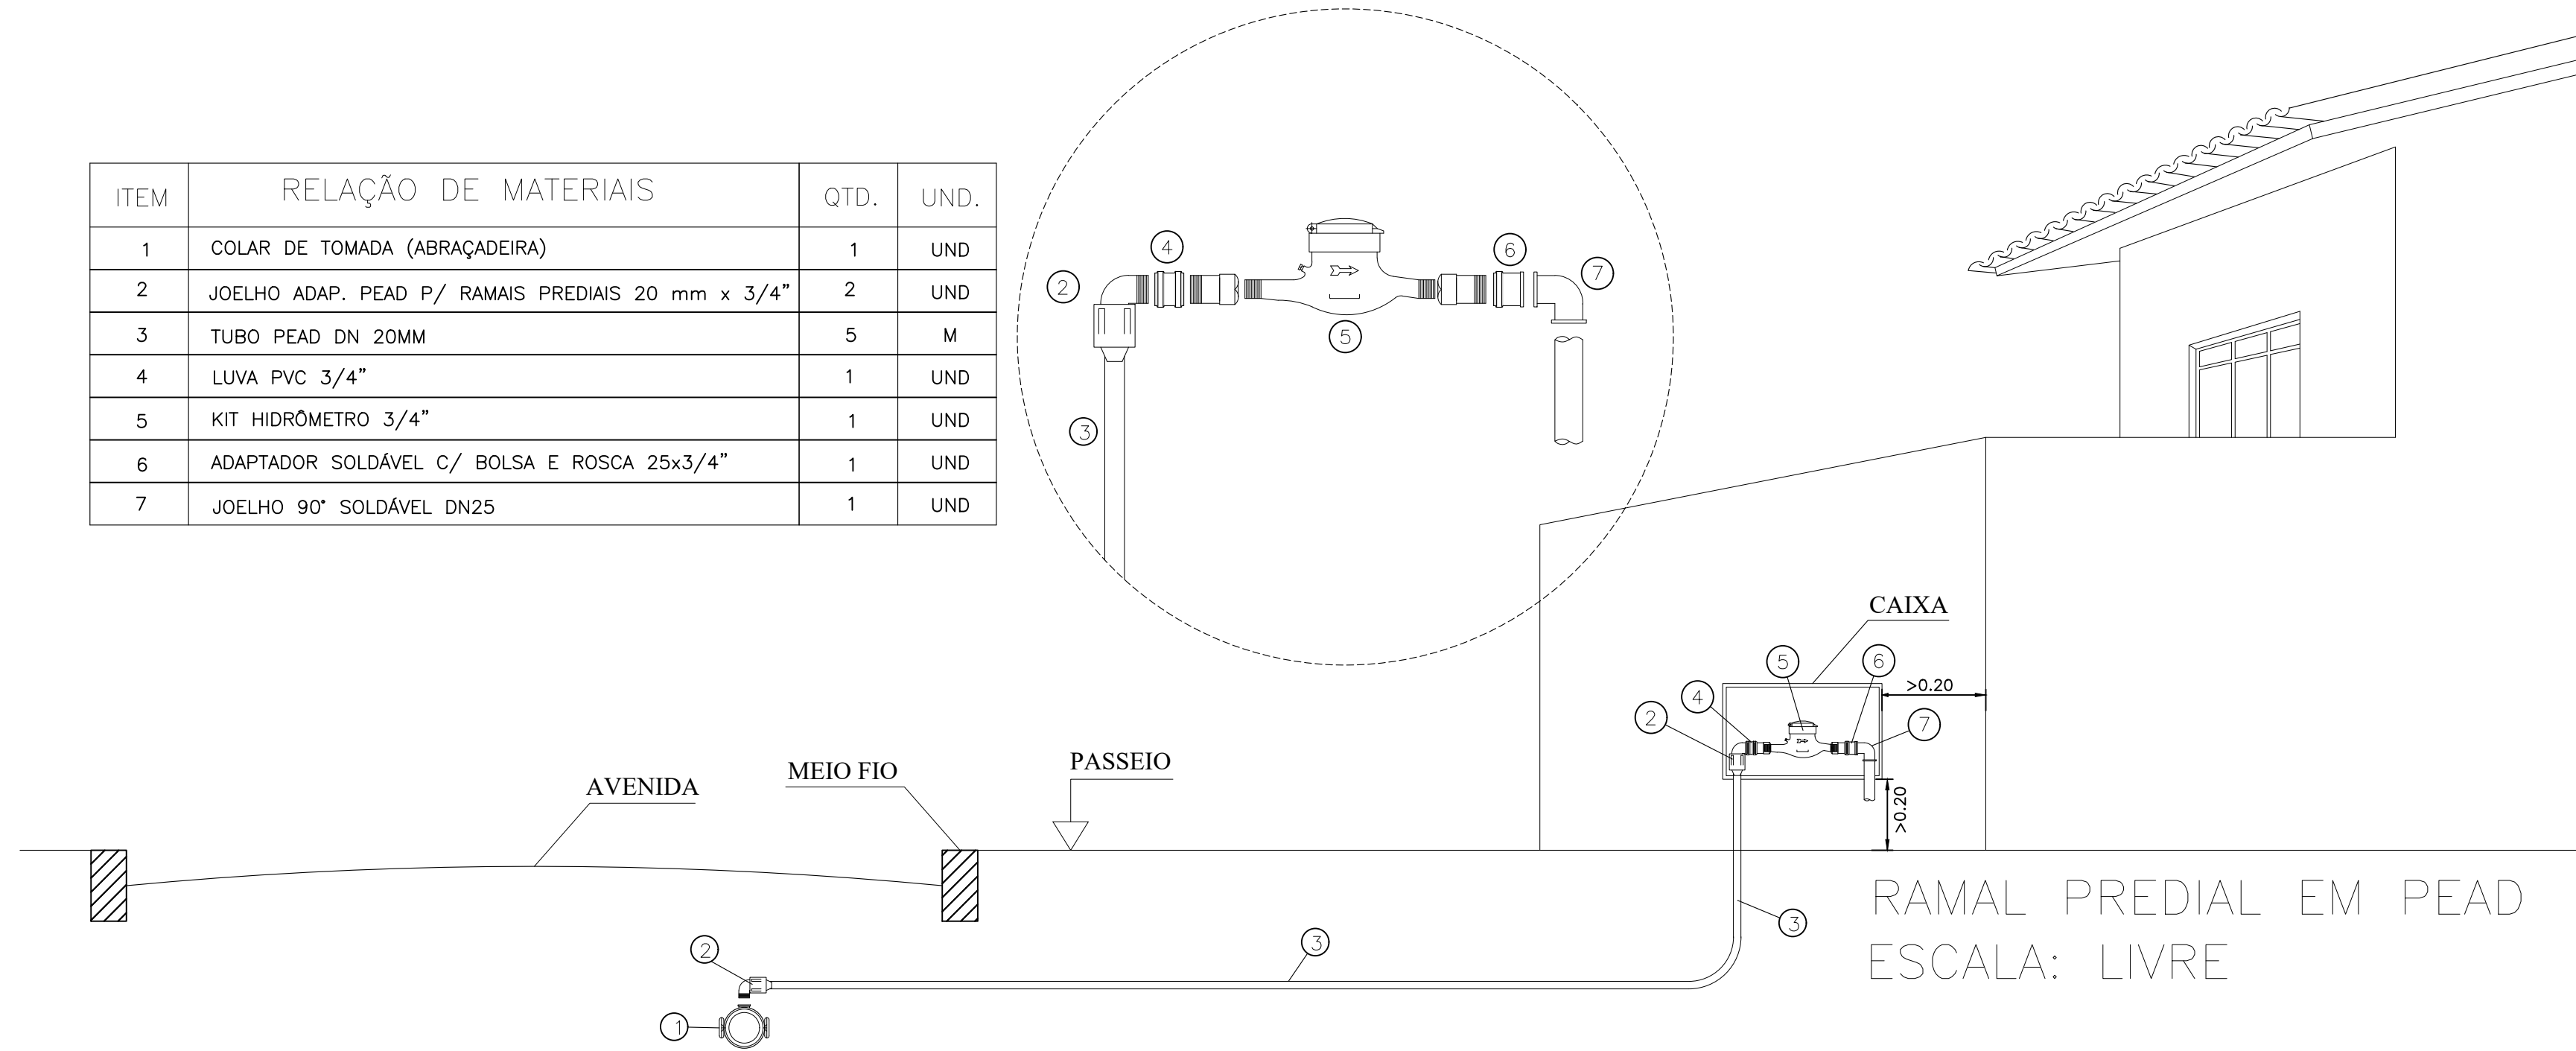 ITEM RELAÇÃO DE MATERIAIS QTD. UND.
1 COLAR DE TOMADA (ABRAÇADEIRA) 1 UND
2 JOELHO ADAP. PEAD P/ RAMAIS PREDIAIS 20 mm x 3/4" 2 UND
3 TUBO PEAD DN 20MM 5 M
4 LUVA PVC 3/4" 1 UND
5 KIT HIDRÔMETRO 3/4" 1 UND
6 ADAPTADOR SOLDÁVEL C/ BOLSA E ROSCA 25x3/4" 1 UND
7 JOELHO 90° SOLDÁVEL DN25 1 UND
4
6
2
7
5
3
CAIXA
5
6
4
2
7
>0.20
>0.20
AVENIDA
MEIO FIO
PASSEIO
2
3
3
1
RAMAL PREDIAL EM PEAD
ESCALA: LIVRE